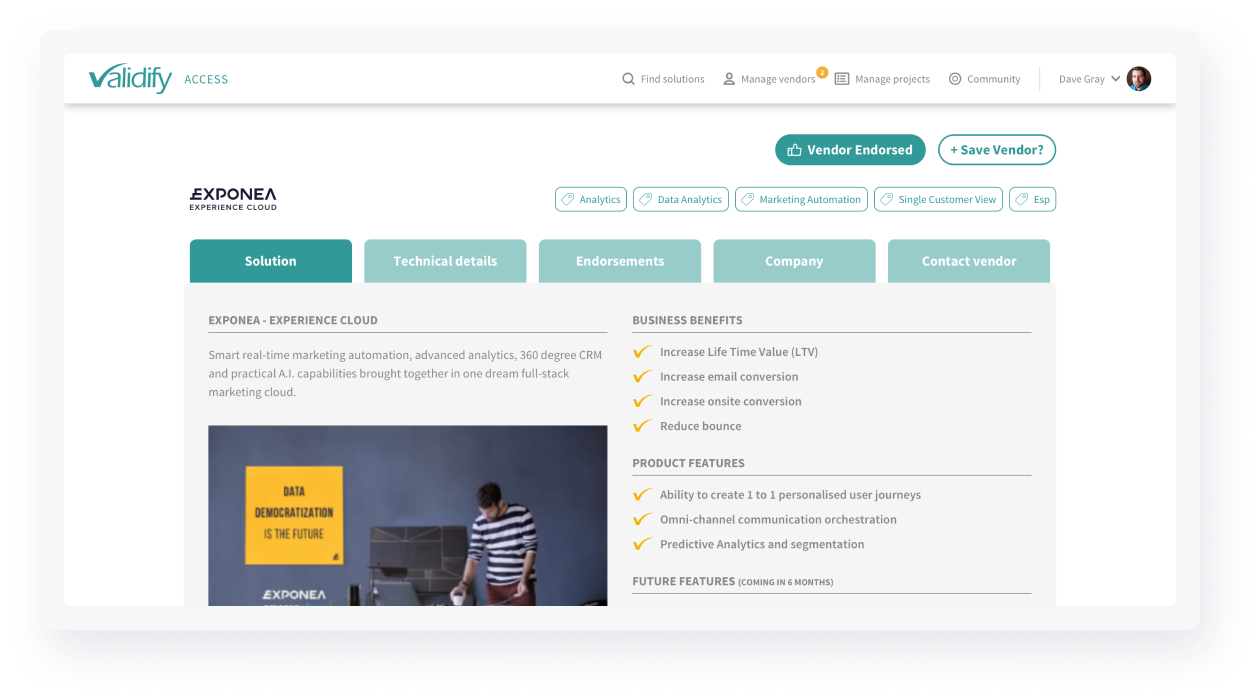 Validify ACCESS
Find solutions
Manage vendors 2
Manage projects
Community
Dave Gray
Vendor Endorsed
+ Save Vendor?
EXPONEA
EXPERIENCE CLOUD
Analytics
Data Analytics
Marketing Automation
Single Customer View
Esp
Solution
Technical details
Endorsements
Company
Contact vendor
EXPONEA - EXPERIENCE CLOUD
Smart real-time marketing automation, advanced analytics, 360 degree CRM
and practical A.I. capabilities brought together in one dream full-stack
marketing cloud.
DATA
DEMOCRATIZATION
IS THE FUTURE
EXPONEA
BUSINESS BENEFITS
Increase Life Time Value (LTV)
Increase email conversion
Increase onsite conversion
Reduce bounce
PRODUCT FEATURES
Ability to create 1 to 1 personalised user journeys
Omni-channel communication orchestration
Predictive Analytics and segmentation
FUTURE FEATURES (COMING IN 6 MONTHS)